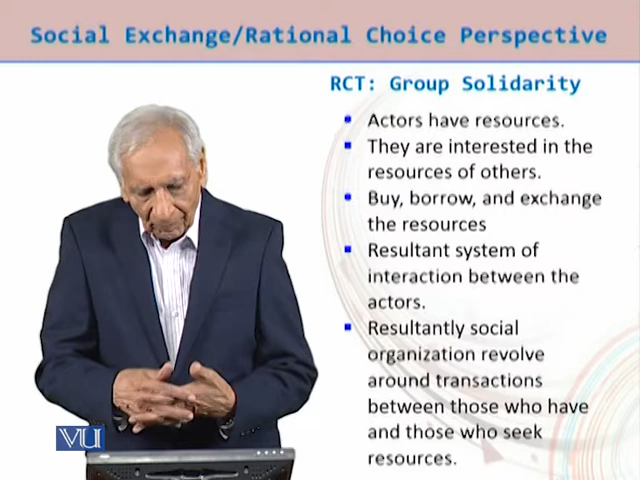 Social Exchange/Rational Choice Perspective
RCT: Group Solidarity
Actors have resources.
They are interested in the
resources of others.
Buy, borrow, and exchange
the resources
Resultant system of
interaction between the
actors.
Resultantly social
organization revolve
around transactions
between those who have
and those who seek
resources.
VU